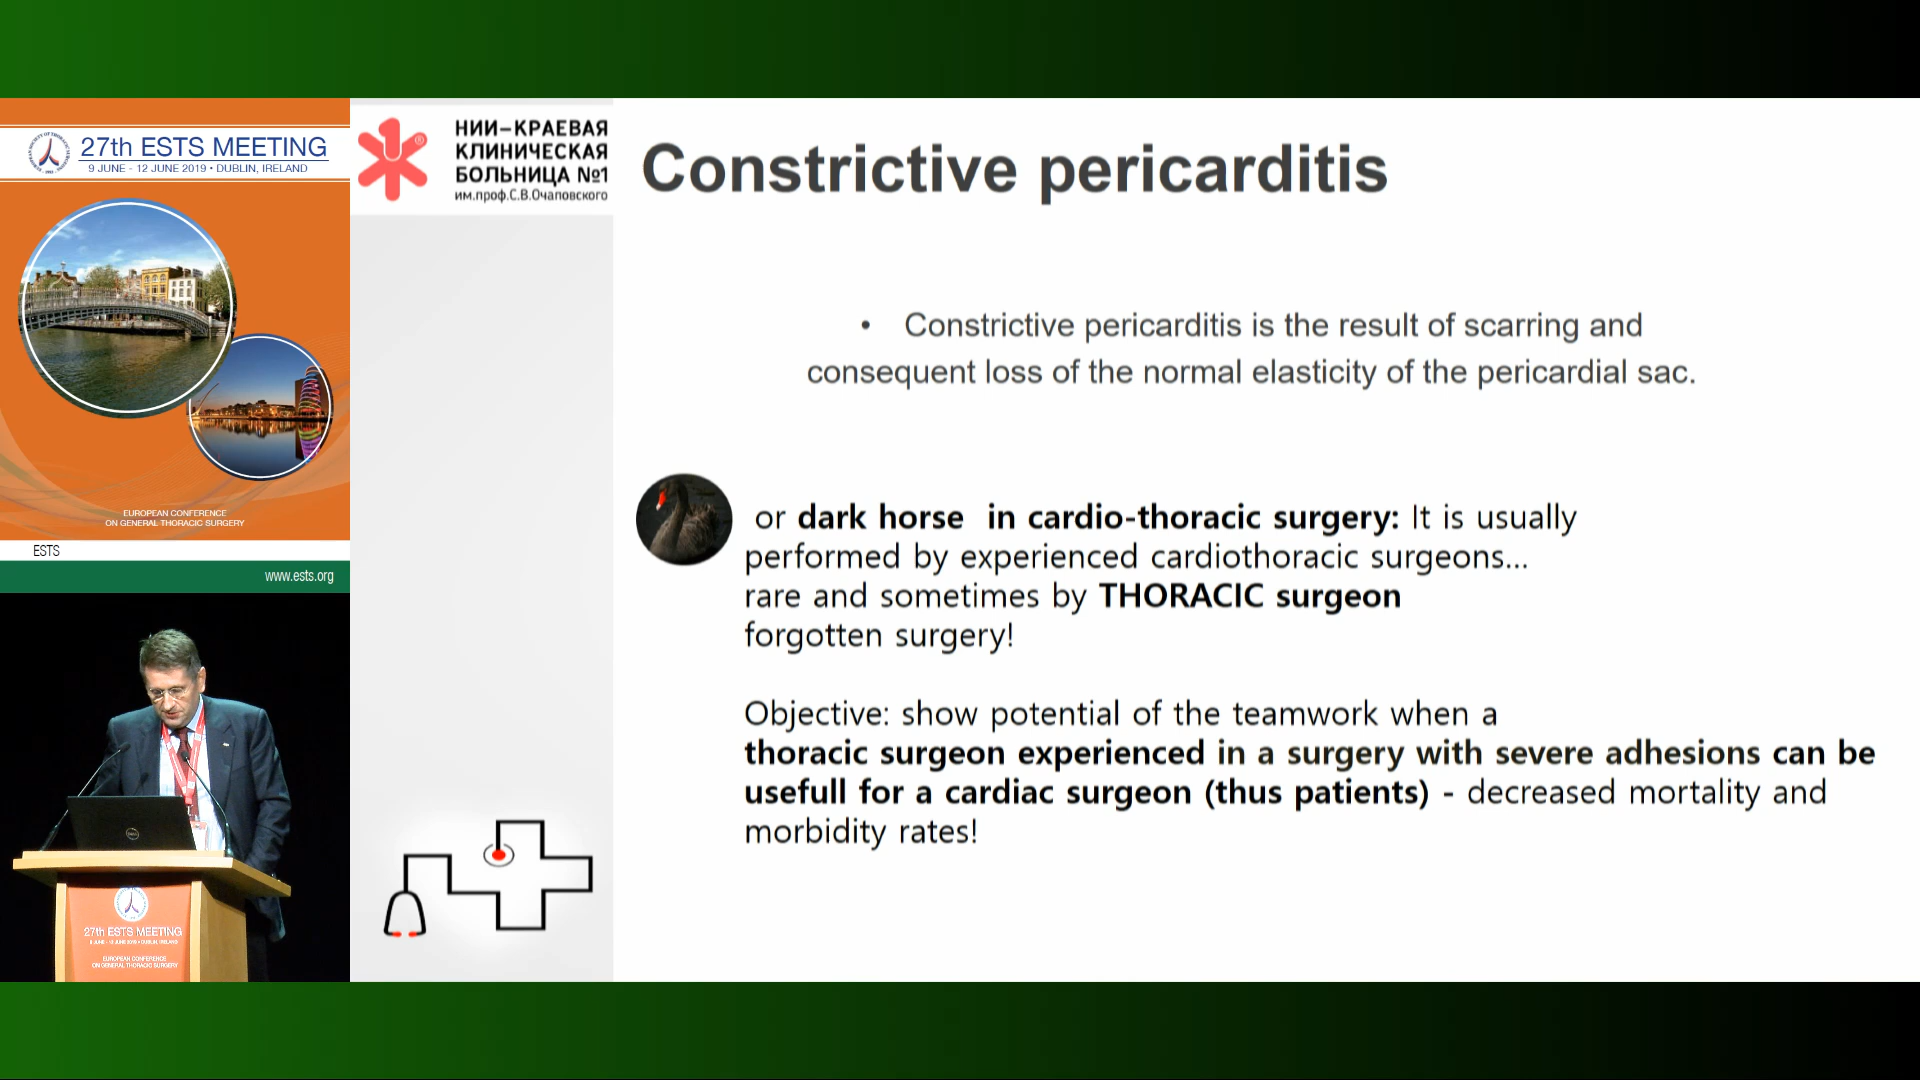 27th ESTS MEETING
9 JUNE - 12 JUNE 2019 • DUBLIN, IRELAND
EUROPEAN CONFERENCE
ON GENERAL THORACIC SURGERY
ESTS
www.ests.org
27th ESTS MEETING
9 JUNE - 12 JUNE 2019 • DUBLIN, IRELAND
EUROPEAN CONFERENCE
ON GENERAL THORACIC SURGERY
НИИ–КРАЕВАЯ
КЛИНИЧЕСКАЯ
БОЛЬНИЦА №1
им.проф.С.В.Очаповского
Constrictive pericarditis
• Constrictive pericarditis is the result of scarring and
consequent loss of the normal elasticity of the pericardial sac.
or dark horse in cardio-thoracic surgery: It is usually
performed by experienced cardiothoracic surgeons...
rare and sometimes by THORACIC surgeon
forgotten surgery!
Objective: show potential of the teamwork when a
thoracic surgeon experienced in a surgery with severe adhesions can be
usefull for a cardiac surgeon (thus patients) - decreased mortality and
morbidity rates!